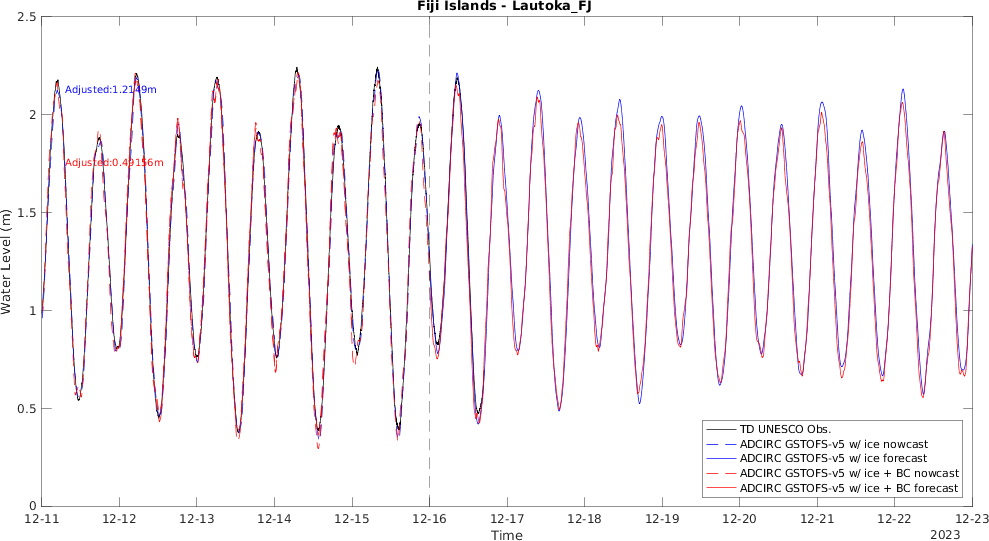 Fiji Islands - Lautoka_FJ
2.5
2
1.5
1
0.5
0
Water Level (m)
Adjusted:1.2149m
Adjusted:0.49156m
TD UNESCO Obs.
ADCIRC GSTOFS-v5 w/ ice nowcast
ADCIRC GSTOFS-v5 w/ ice forecast
ADCIRC GSTOFS-v5 w/ ice + BC nowcast
ADCIRC GSTOFS-v5 w/ ice + BC forecast
12-11 12-12 12-13 12-14 12-15 12-16 12-17 12-18 12-19 12-20 12-21 12-22 12-23
Time
2023